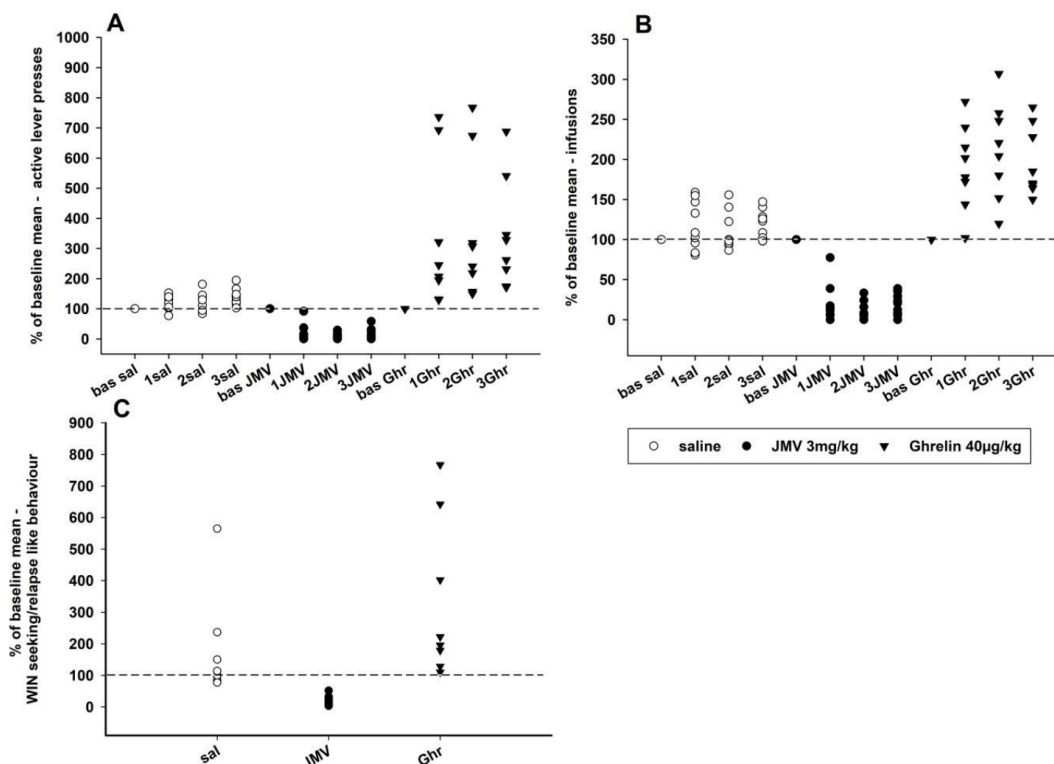 A
% of baseline mean - active lever presses
1000
900
800
700
600
500
400
300
200
100
0
bas sal
1sal
2sal
3sal
bas JMV
1JMV
2JMV
3JMV
bas Ghr
1Ghr
2Ghr
3Ghr
B
% of baseline mean - infusions
350
300
250
200
150
100
50
0
bas sal
1sal
2sal
3sal
bas JMV
1JMV
2JMV
3JMV
bas Ghr
1Ghr
2Ghr
3Ghr
saline JMV 3mg/kg Ghrelin 40µg/kg
C
% of baseline mean -
WIN seeking/relapse like behaviour
900
800
700
600
500
400
300
200
100
0
sal
JMV
Ghr